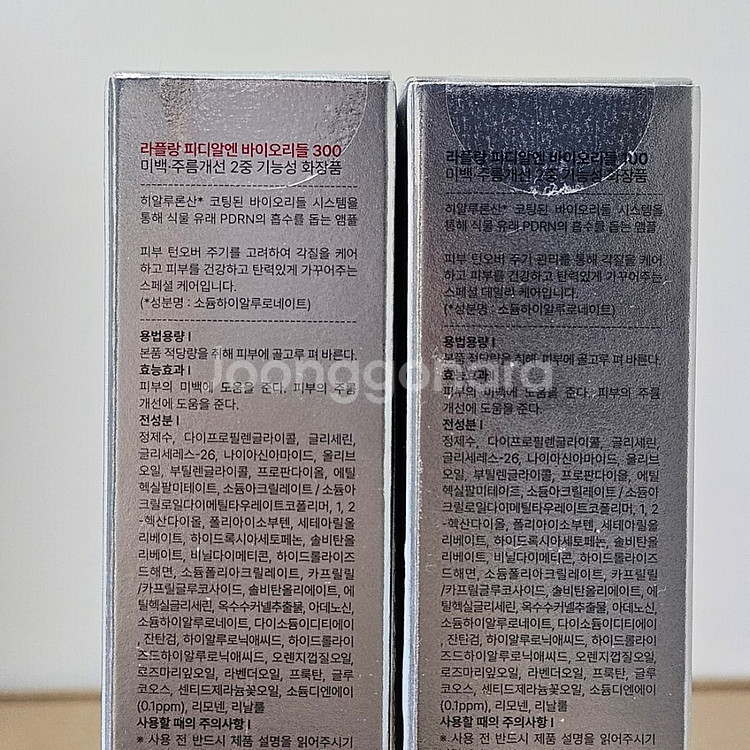 라플랑 피디알엔 바이오리들 300
미백·주름개선 2중 기능성 화장품
히알루론산* 코팅된 바이오리들 시스템을
통해 식물 유래 PDRN의 흡수를 돕는 앰플
피부 턴오버 주기를 고려하여 각질을 케어
하고 피부를 건강하고 탄력있게 가꾸어주는
스페셜 케어입니다.
(*성분명 : 소듐하이알루로네이트)
용법용량 I
본품 적당량을 취해 피부에 골고루 펴 바른다.
효능효과 I
피부의 미백에 도움을 준다. 피부의 주름
개선에 도움을 준다.
전성분 I
정제수, 다이프로필렌글라이콜, 글리세린,
글리세레스-26, 나이아신아마이드, 올리브
오일, 부틸렌글라이콜, 프로판다이올, 에틸
헥실팔미테이트, 소듐아크릴레이트 / 소듐아
크릴로일다이메틸타우레이트코폴리머, 1, 2
-헥산다이올, 폴리아이소부텐, 세테아릴올
리베이트, 하이드록시아세토페논, 솔비탄올
리베이트, 비닐다이메티콘, 하이드롤라이즈
드해면, 소듐폴리아크릴레이트, 카프릴릴
/카프릴글루코사이드, 솔비탄올리에이트, 에
틸헥실글리세린, 옥수수커넬추출물, 아데노신,
소듐하이알루로네이트, 다이소듐이디티에이
, 잔탄검, 하이알루로닉애씨드, 하이드롤라이
즈드하이알루로닉애씨드, 오렌지껍질오일,
로즈마리잎오일, 라벤더오일, 프룩탄, 글루
코오스, 센티드제라늄꽃오일, 소듐디엔에이
(0.1ppm), 리모넨, 리날룰
사용할 때의 주의사항 I
※ 사용 전 반드시 제품 설명을 읽어주시기
라플랑 피디알엔 바이오리들 100
미백·주름개선 2중 기능성 화장품
히알루론산* 코팅된 바이오리들 시스템을
통해 식물 유래 PDRN의 흡수를 돕는 앰플
피부 턴오버 주기 관리를 통해 각질을 케어
하고 피부를 건강하고 탄력있게 가꾸어주는
스페셜 데일리 케어입니다.
(*성분명 : 소듐하이알루로네이트)
용법용량 I
본품 적당량을 취해 피부에 골고루 펴 바른다.
효능효과 I
피부의 미백에 도움을 준다. 피부의 주름
개선에 도움을 준다.
전성분 I
정제수, 다이프로필렌글라이콜, 글리세린,
글리세레스-26, 나이아신아마이드, 올리브
오일, 부틸렌글라이콜, 프로판다이올, 에틸
헥실팔미테이트, 소듐아크릴레이트 / 소듐아
크릴로일다이메틸타우레이트코폴리머, 1, 2
-헥산다이올, 폴리아이소부텐, 세테아릴올
리베이트, 하이드록시아세토페논, 솔비탄올
리베이트, 비닐다이메티콘, 하이드롤라이즈
드해면, 소듐폴리아크릴레이트, 카프릴릴
/카프릴글루코사이드, 솔비탄올리에이트, 에
틸헥실글리세린, 옥수수커넬추출물, 아데노신,
소듐하이알루로네이트, 다이소듐이디티에이
, 잔탄검, 하이알루로닉애씨드, 하이드롤라이
즈드하이알루로닉애씨드, 오렌지껍질오일,
로즈마리잎오일, 라벤더오일, 프룩탄, 글루
코오스, 센티드제라늄꽃오일, 소듐디엔에이
(0.1ppm), 리모넨, 리날룰
사용할 때의 주의사항 I
※ 사용 전 반드시 제품 설명을 읽어주시기
Joonggonara